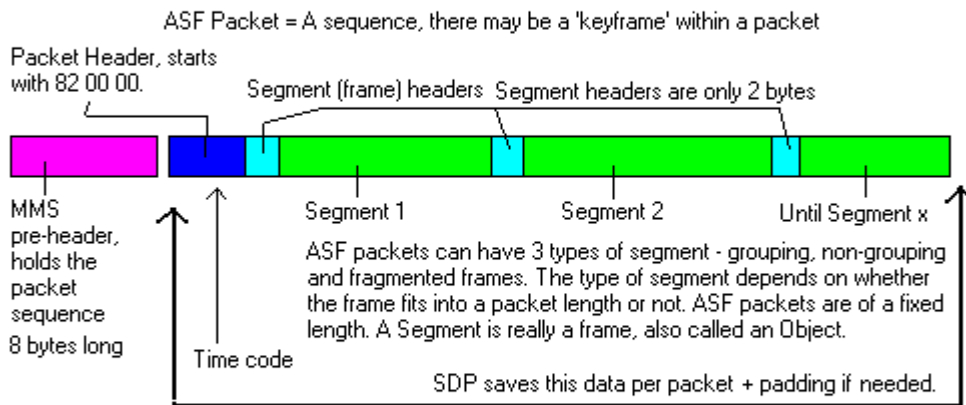 ASF Packet = A sequence, there may be a 'keyframe' within a packet
Packet Header, starts
with 82 00 00.
Segment (frame) headers
Segment headers are only 2 bytes
MMS
pre-header,
holds the
packet
sequence
8 bytes long
Time code
Segment 1
Segment 2
Until Segment x
ASF packets can have 3 types of segment - grouping, non-grouping
and fragmented frames. The type of segment depends on whether
the frame fits into a packet length or not. ASF packets are of a fixed
length. A Segment is really a frame, also called an Object.
SDP saves this data per packet + padding if needed.